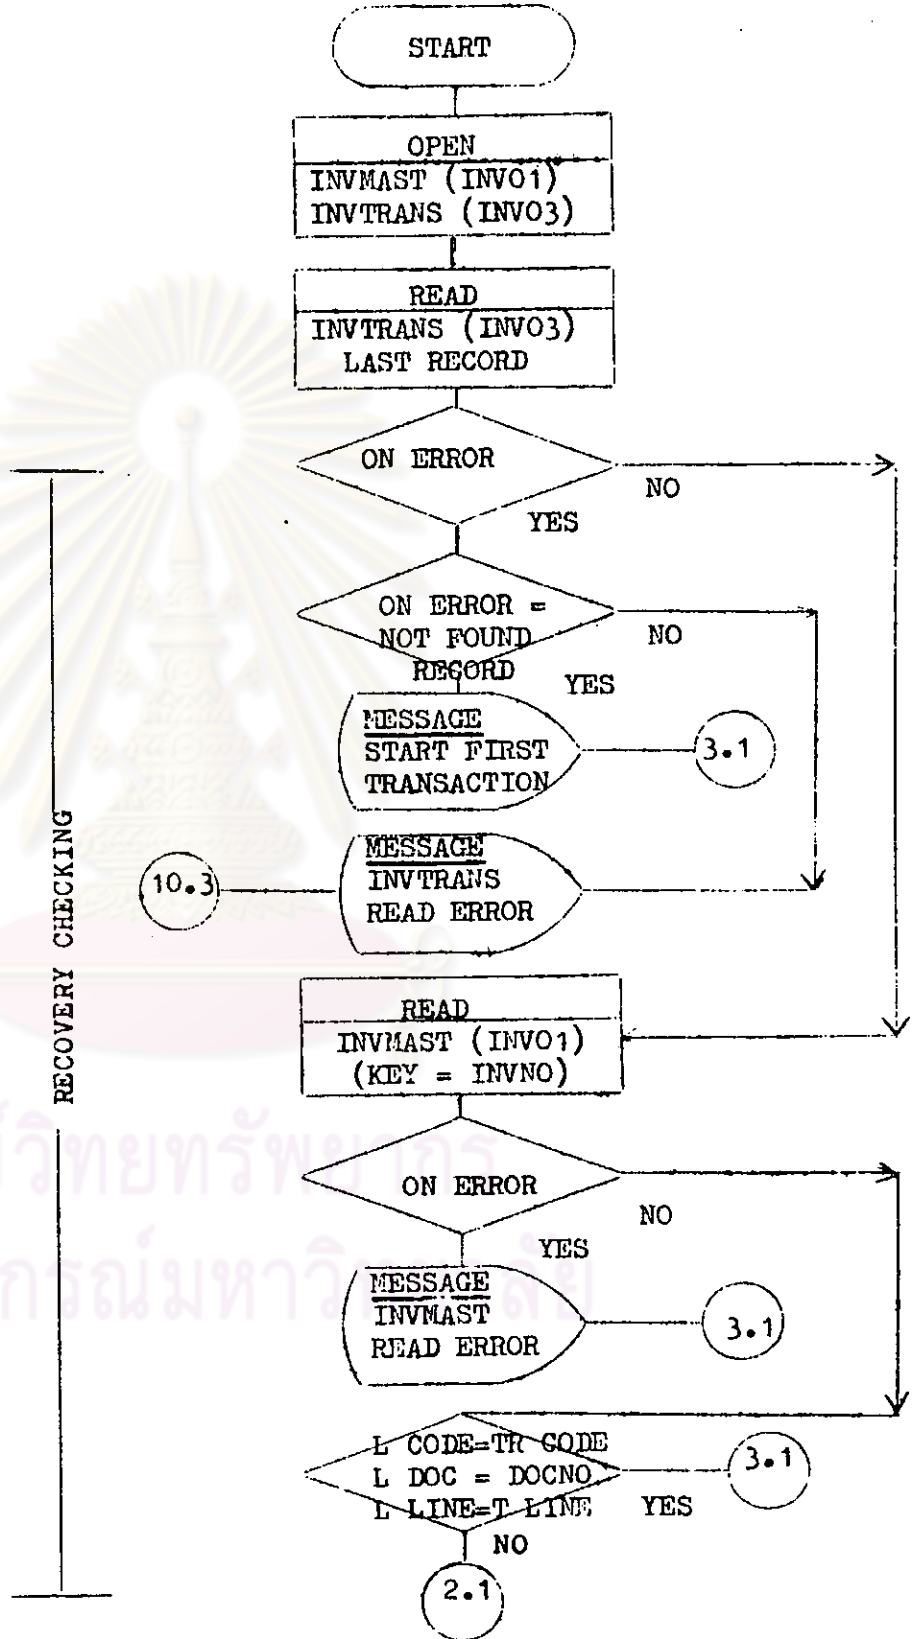 START
OPEN
INVMAST (INV01)
INVTRANS (INV03)
READ
INVTRANS (INV03)
LAST RECORD
ON ERROR
NO
YES
ON ERROR =
NOT FOUND
RECORD
NO
YES
MESSAGE
START FIRST
TRANSACTION
3.1
MESSAGE
INVTRANS
READ ERROR
10.3
RECOVERY CHECKING
READ
INVMAST (INV01)
(KEY = INVNO)
ON ERROR
NO
YES
MESSAGE
INVMAST
READ ERROR
3.1
L CODE=TR CODE
L DOC = DOCNO
L LINE=T LINE
YES
3.1
NO
2.1